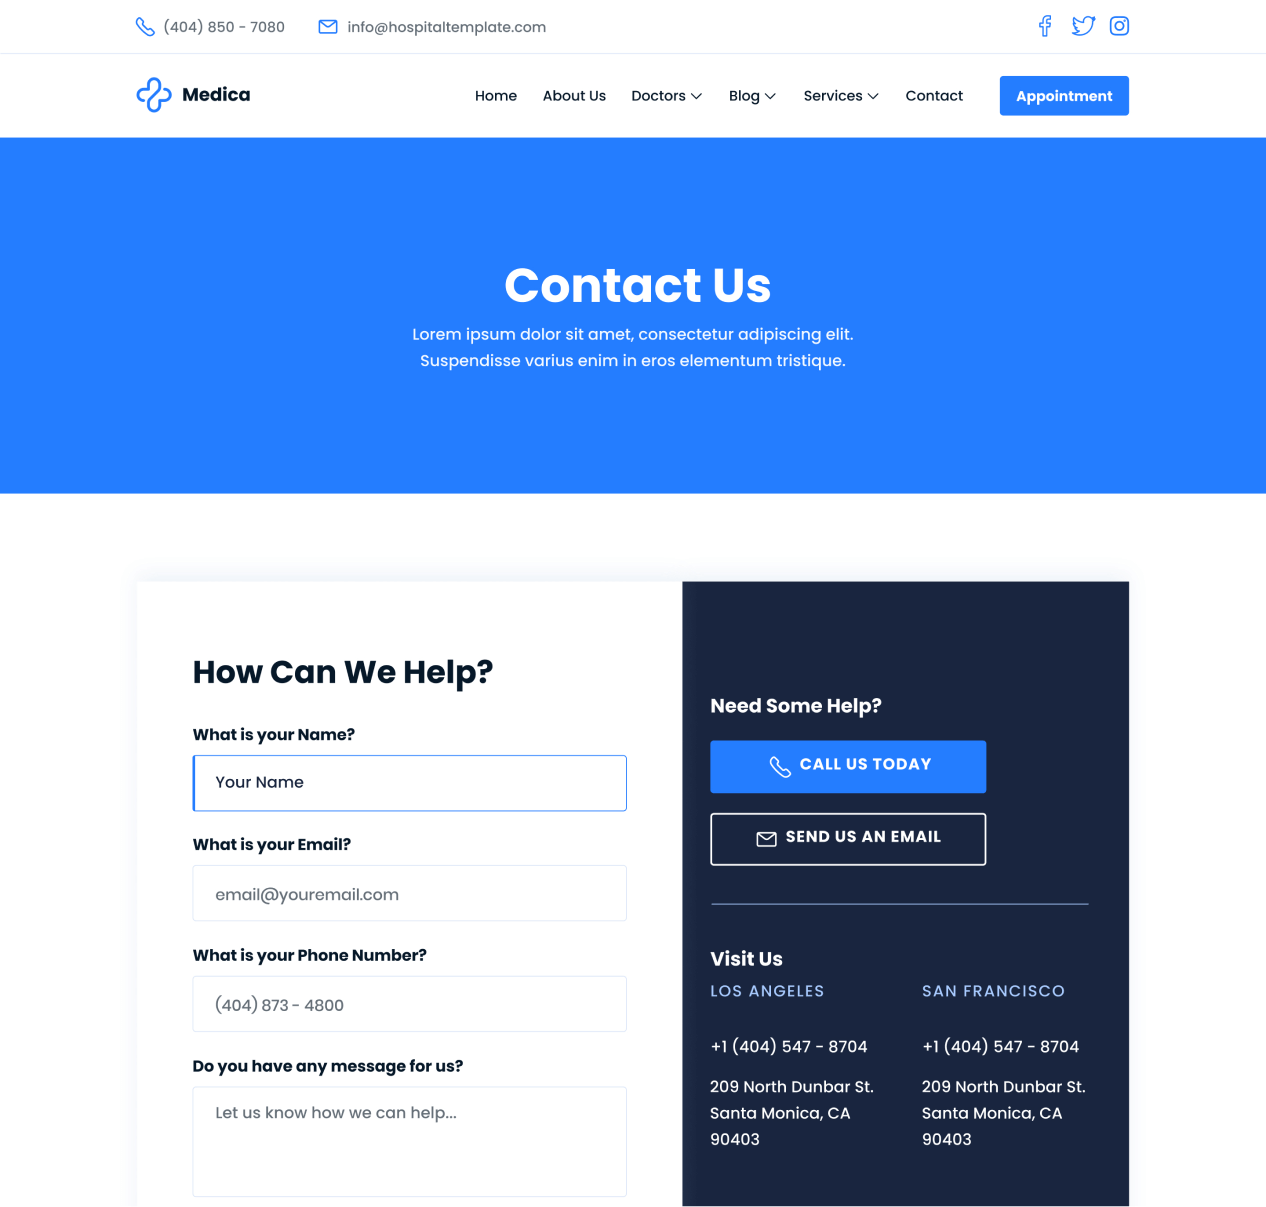 (404) 850 - 7080
info@hospitaltemplate.com
Medica
Home
About Us
Doctors
Blog
Services
Contact
Appointment
Contact Us
Lorem ipsum dolor sit amet, consectetur adipiscing elit.
Suspendisse varius enim in eros elementum tristique.
How Can We Help?
What is your Name?
Your Name
What is your Email?
email@youremail.com
What is your Phone Number?
(404) 873 - 4800
Do you have any message for us?
Let us know how we can help...
Need Some Help?
CALL US TODAY
SEND US AN EMAIL
Visit Us
LOS ANGELES
+1 (404) 547 - 8704
209 North Dunbar St.
Santa Monica, CA
90403
SAN FRANCISCO
+1 (404) 547 - 8704
209 North Dunbar St.
Santa Monica, CA
90403